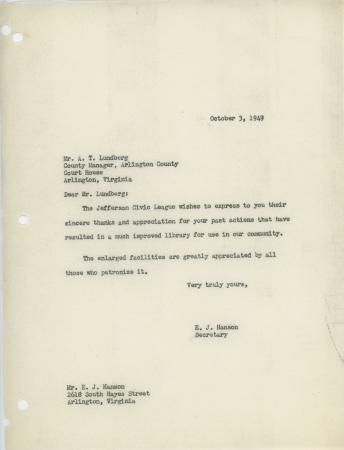 October 3, 1949
Mr. A. T. Lundberg
County Manager, Arlington County
Court House
Arlington, Virginia
Dear Mr. Lundberg:
The Jefferson Civic League wishes to express to you their
sincere thanks and appreciation for your past actions that have
resulted in a much improved library for use in our community.
The enlarged facilities are greatly appreciated by all
those who patronize it.
Very truly yours,
E. J. Hanson
Secretary
Mr. E. J. Hanson
2618 South Hayes Street
Arlington, Virginia